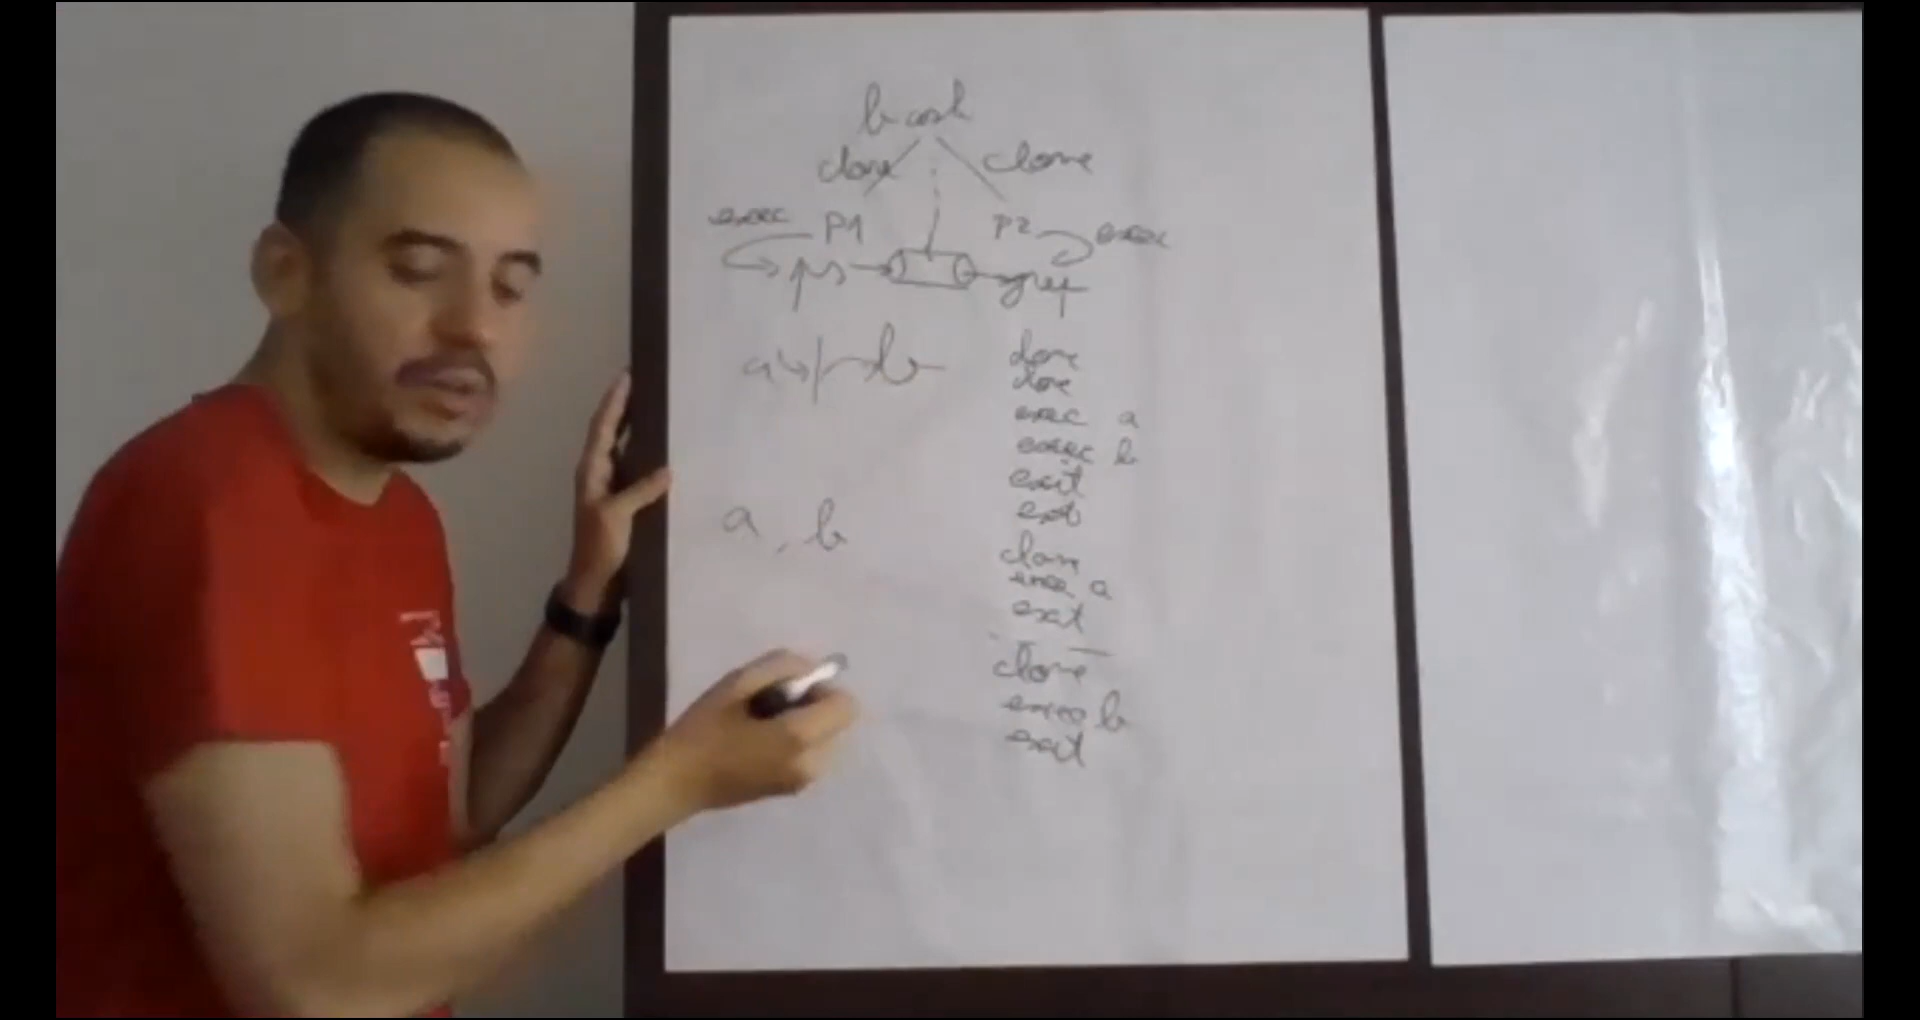 bash
clone clone
exec P1 P2 exec
ps grep
a | b
clone
clone
exec a
exec b
exit
exit
a , b
clone
exec a
exit
clone
exec b
exit